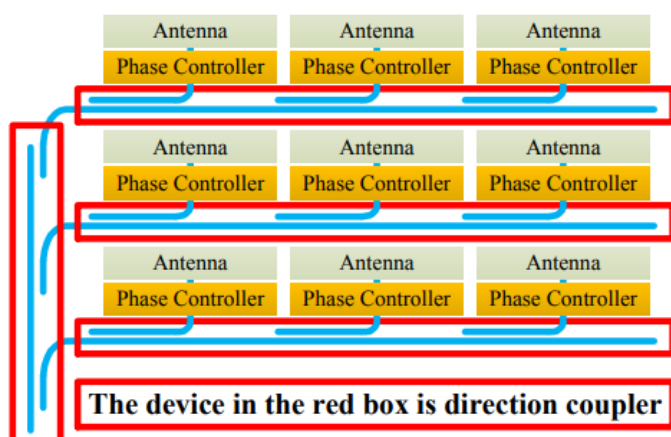 Antenna Antenna Antenna
Phase Controller Phase Controller Phase Controller
Antenna Antenna Antenna
Phase Controller Phase Controller Phase Controller
Antenna Antenna Antenna
Phase Controller Phase Controller Phase Controller
The device in the red box is direction coupler